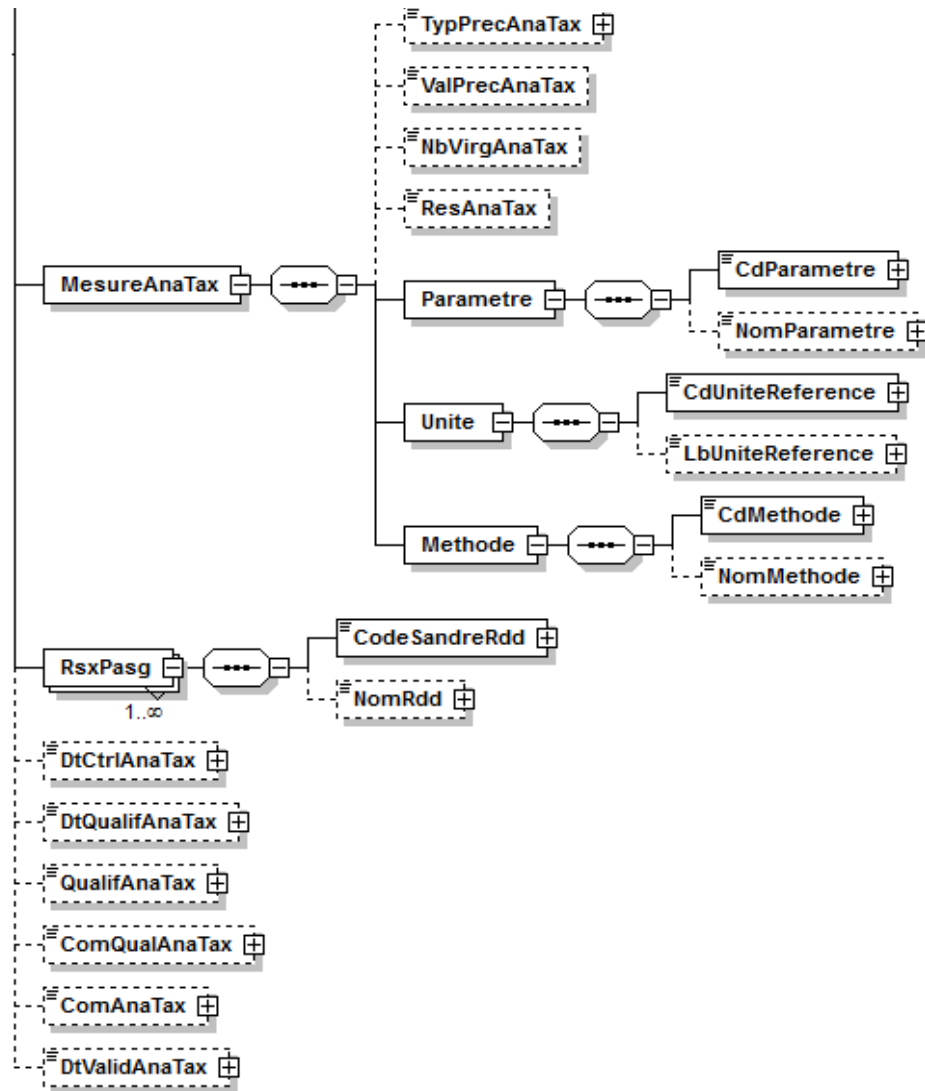 TypPrecAnaTax
ValPrecAnaTax
NbVirgAnaTax
ResAnaTax
MesureAnaTax
Parametre
CdParametre
NomParametre
Unite
CdUniteReference
LbUniteReference
Methode
CdMethode
NomMethode
RsxPasg
1..∞
CodeSandreRdd
NomRdd
DtCtrlAnaTax
DtQualifAnaTax
QualifAnaTax
ComQualAnaTax
ComAnaTax
DtValidAnaTax